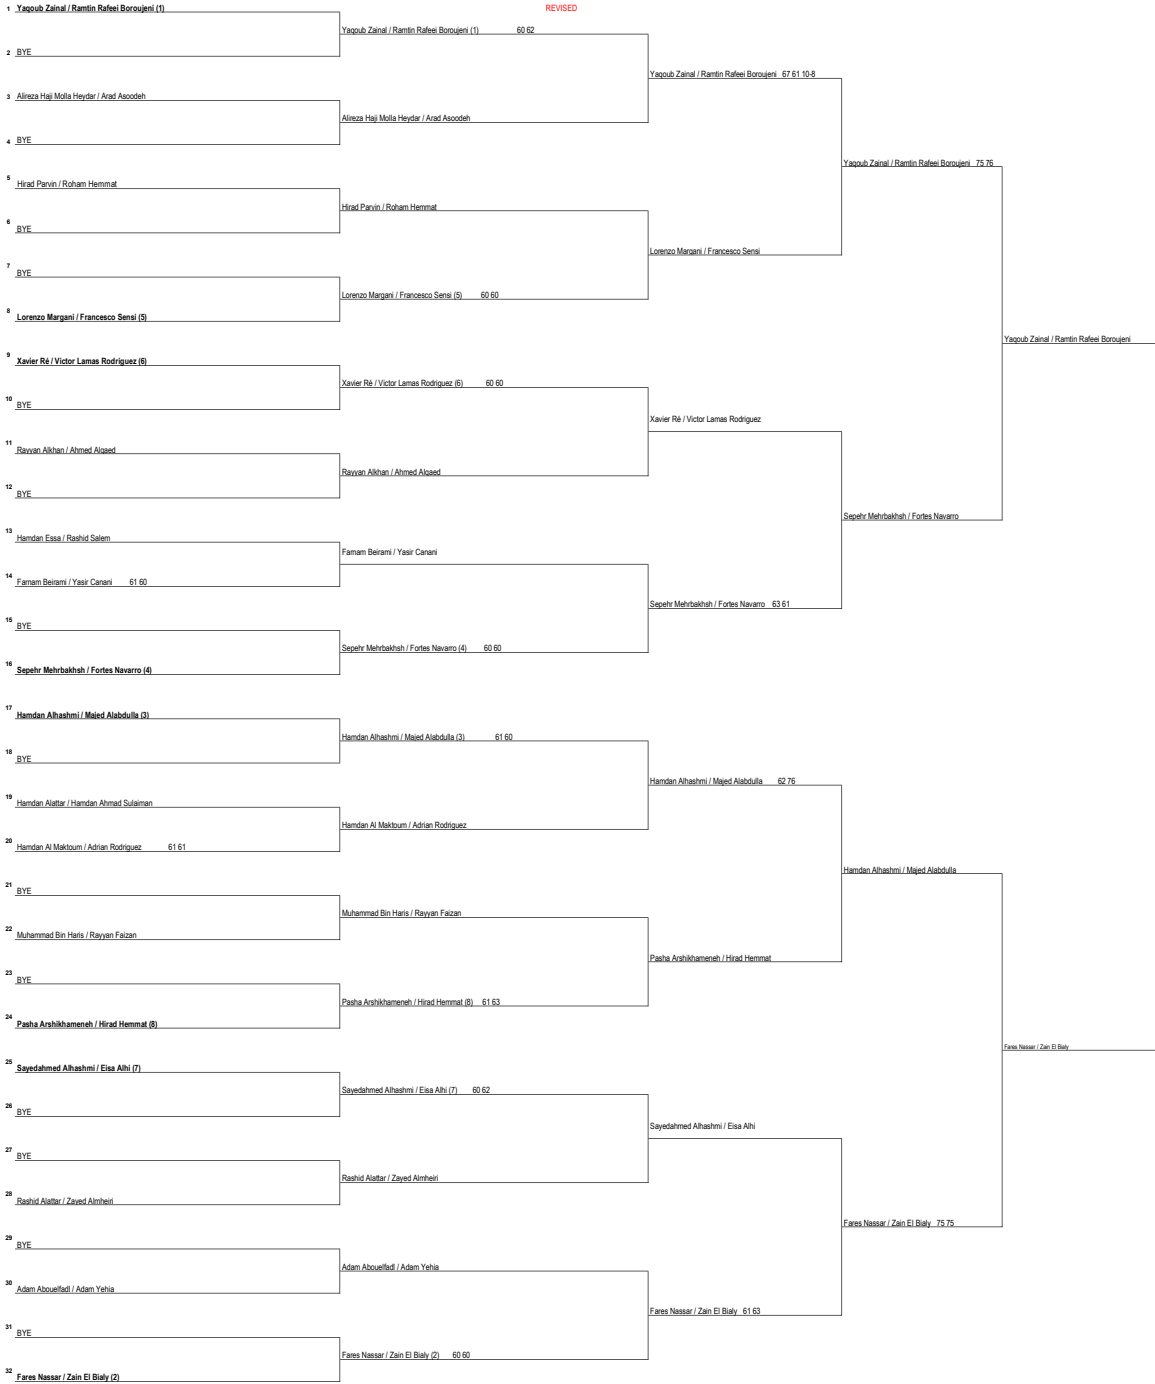 REVISED
1 Yaqoub Zainal / Ramtin Rafeei Boroujeni (1)
Yaqoub Zainal / Ramtin Rafeei Boroujeni (1) 60 62
2 BYE
Yaqoub Zainal / Ramtin Rafeei Boroujeni 67 61 10-8
3 Alireza Haji Molla Heydar / Arad Asoodeh
Alireza Haji Molla Heydar / Arad Asoodeh
4 BYE
Yaqoub Zainal / Ramtin Rafeei Boroujeni 75 76
5 Hirad Parvin / Roham Hemmat
Hirad Parvin / Roham Hemmat
6 BYE
Lorenzo Margani / Francesco Sensi
7 BYE
Lorenzo Margani / Francesco Sensi (5) 60 60
8 Lorenzo Margani / Francesco Sensi (5)
Yaqoub Zainal / Ramtin Rafeei Boroujeni
9 Xavier Ré / Victor Lamas Rodriguez (6)
Xavier Ré / Victor Lamas Rodriguez (6) 60 60
10 BYE
Xavier Ré / Victor Lamas Rodriguez
11 Rayyan Alkhan / Ahmed Alqaed
Rayyan Alkhan / Ahmed Alqaed
12 BYE
Sepehr Mehrbakhsh / Fortes Navarro
13 Hamdan Essa / Rashid Salem
Farnam Beirami / Yasir Canani
14 Farnam Beirami / Yasir Canani 61 60
Sepehr Mehrbakhsh / Fortes Navarro 63 61
15 BYE
Sepehr Mehrbakhsh / Fortes Navarro (4) 60 60
16 Sepehr Mehrbakhsh / Fortes Navarro (4)
17 Hamdan Alhashmi / Majed Alabdulla (3)
Hamdan Alhashmi / Majed Alabdulla (3) 61 60
18 BYE
Hamdan Alhashmi / Majed Alabdulla 62 76
19 Hamdan Alattar / Hamdan Ahmad Sulaiman
Hamdan Al Maktoum / Adrian Rodriguez
20 Hamdan Al Maktoum / Adrian Rodriguez 61 61
Hamdan Alhashmi / Majed Alabdulla
21 BYE
Muhammad Bin Haris / Rayyan Faizan
22 Muhammad Bin Haris / Rayyan Faizan
Pasha Arshikhameneh / Hirad Hemmat
23 BYE
Pasha Arshikhameneh / Hirad Hemmat (8) 61 63
24 Pasha Arshikhameneh / Hirad Hemmat (8)
Fares Nassar / Zain El Bialy
25 Sayedahmed Alhashmi / Eisa Alhi (7)
Sayedahmed Alhashmi / Eisa Alhi (7) 60 62
26 BYE
Sayedahmed Alhashmi / Eisa Alhi
27 BYE
Rashid Alattar / Zayed Almheiri
28 Rashid Alattar / Zayed Almheiri
Fares Nassar / Zain El Bialy 75 75
29 BYE
Adam Abouelfadl / Adam Yehia
30 Adam Abouelfadl / Adam Yehia
Fares Nassar / Zain El Bialy 61 63
31 BYE
Fares Nassar / Zain El Bialy (2) 60 60
32 Fares Nassar / Zain El Bialy (2)